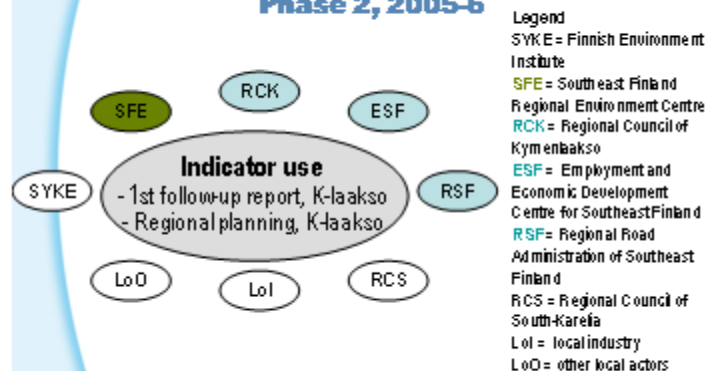 Phase 2, 2005-6
SFE
RCK
ESF
SYKE
Indicator use
- 1st follow-up report, K-laakso
- Regional planning, K-laakso
RSF
LoO
LoI
RCS
Legend
SYKE = Finnish Environment
Institute
SFE = Southeast Finland
Regional Environment Centre
RCK = Regional Council of
Kymenlaakso
ESF = Employment and
Economic Development
Centre for Southeast Finland
RSF = Regional Road
Administration of Southeast
Finland
RCS = Regional Council of
South-Karelia
LoI = local industry
LoO = other local actors